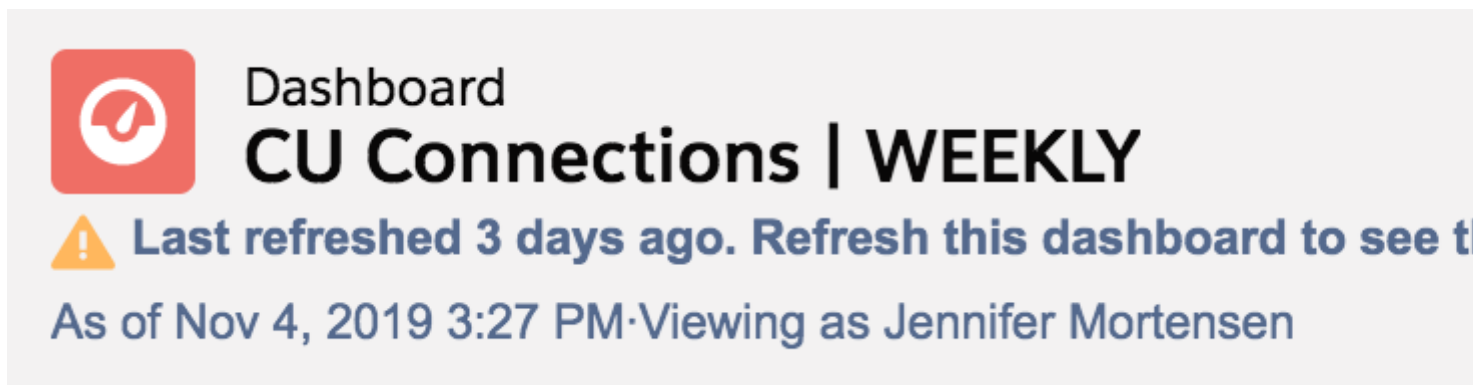 Dashboard
CU Connections | WEEKLY
Last refreshed 3 days ago. Refresh this dashboard to see
As of Nov 4, 2019 3:27 PM·Viewing as Jennifer Mortensen